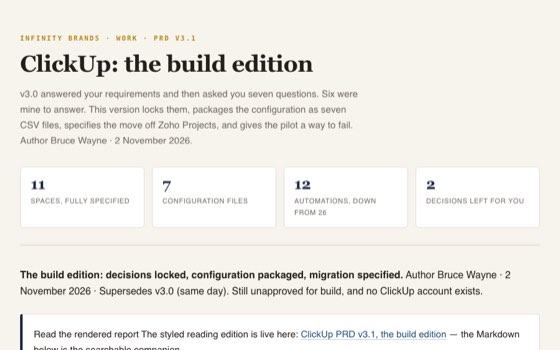 INFINITY BRANDS · WORK · PRD V3.1
ClickUp: the build edition
v3.0 answered your requirements and then asked you seven questions. Six were
mine to answer. This version locks them, packages the configuration as seven
CSV files, specifies the move off Zoho Projects, and gives the pilot a way to fail.
Author Bruce Wayne · 2 November 2026.
11
SPACES, FULLY SPECIFIED
7
CONFIGURATION FILES
12
AUTOMATIONS, DOWN
FROM 26
2
DECISIONS LEFT FOR YOU
The build edition: decisions locked, configuration packaged, migration specified. Author Bruce Wayne · 2
November 2026 · Supersedes v3.0 (same day). Still unapproved for build, and no ClickUp account exists.
Read the rendered report The styled reading edition is live here: ClickUp PRD v3.1, the build edition — the Markdown
below is the searchable companion.